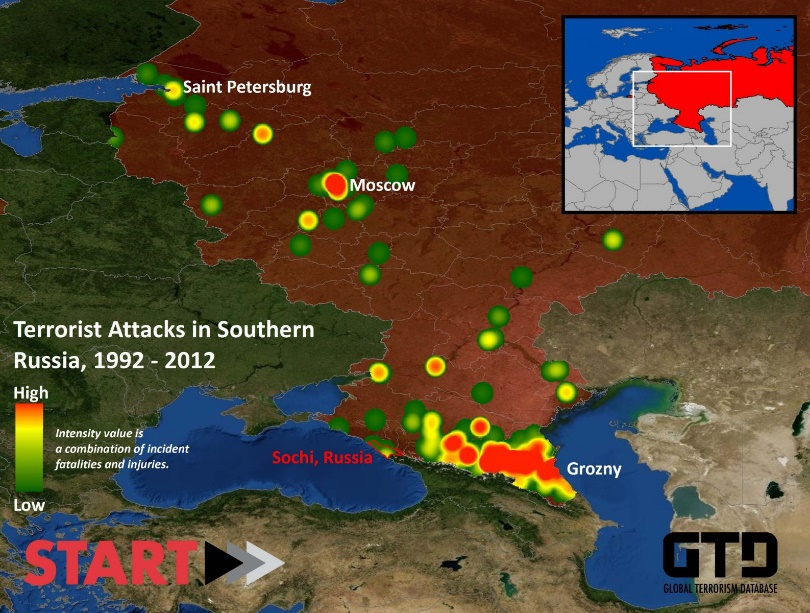 Saint Petersburg
Moscow
Terrorist Attacks in Southern
Russia, 1992 - 2012
High
Intensity value is
a combination of incident
fatalities and injuries.
Low
Sochi, Russia
Grozny
START
GTD
GLOBAL TERRORISM DATABASE